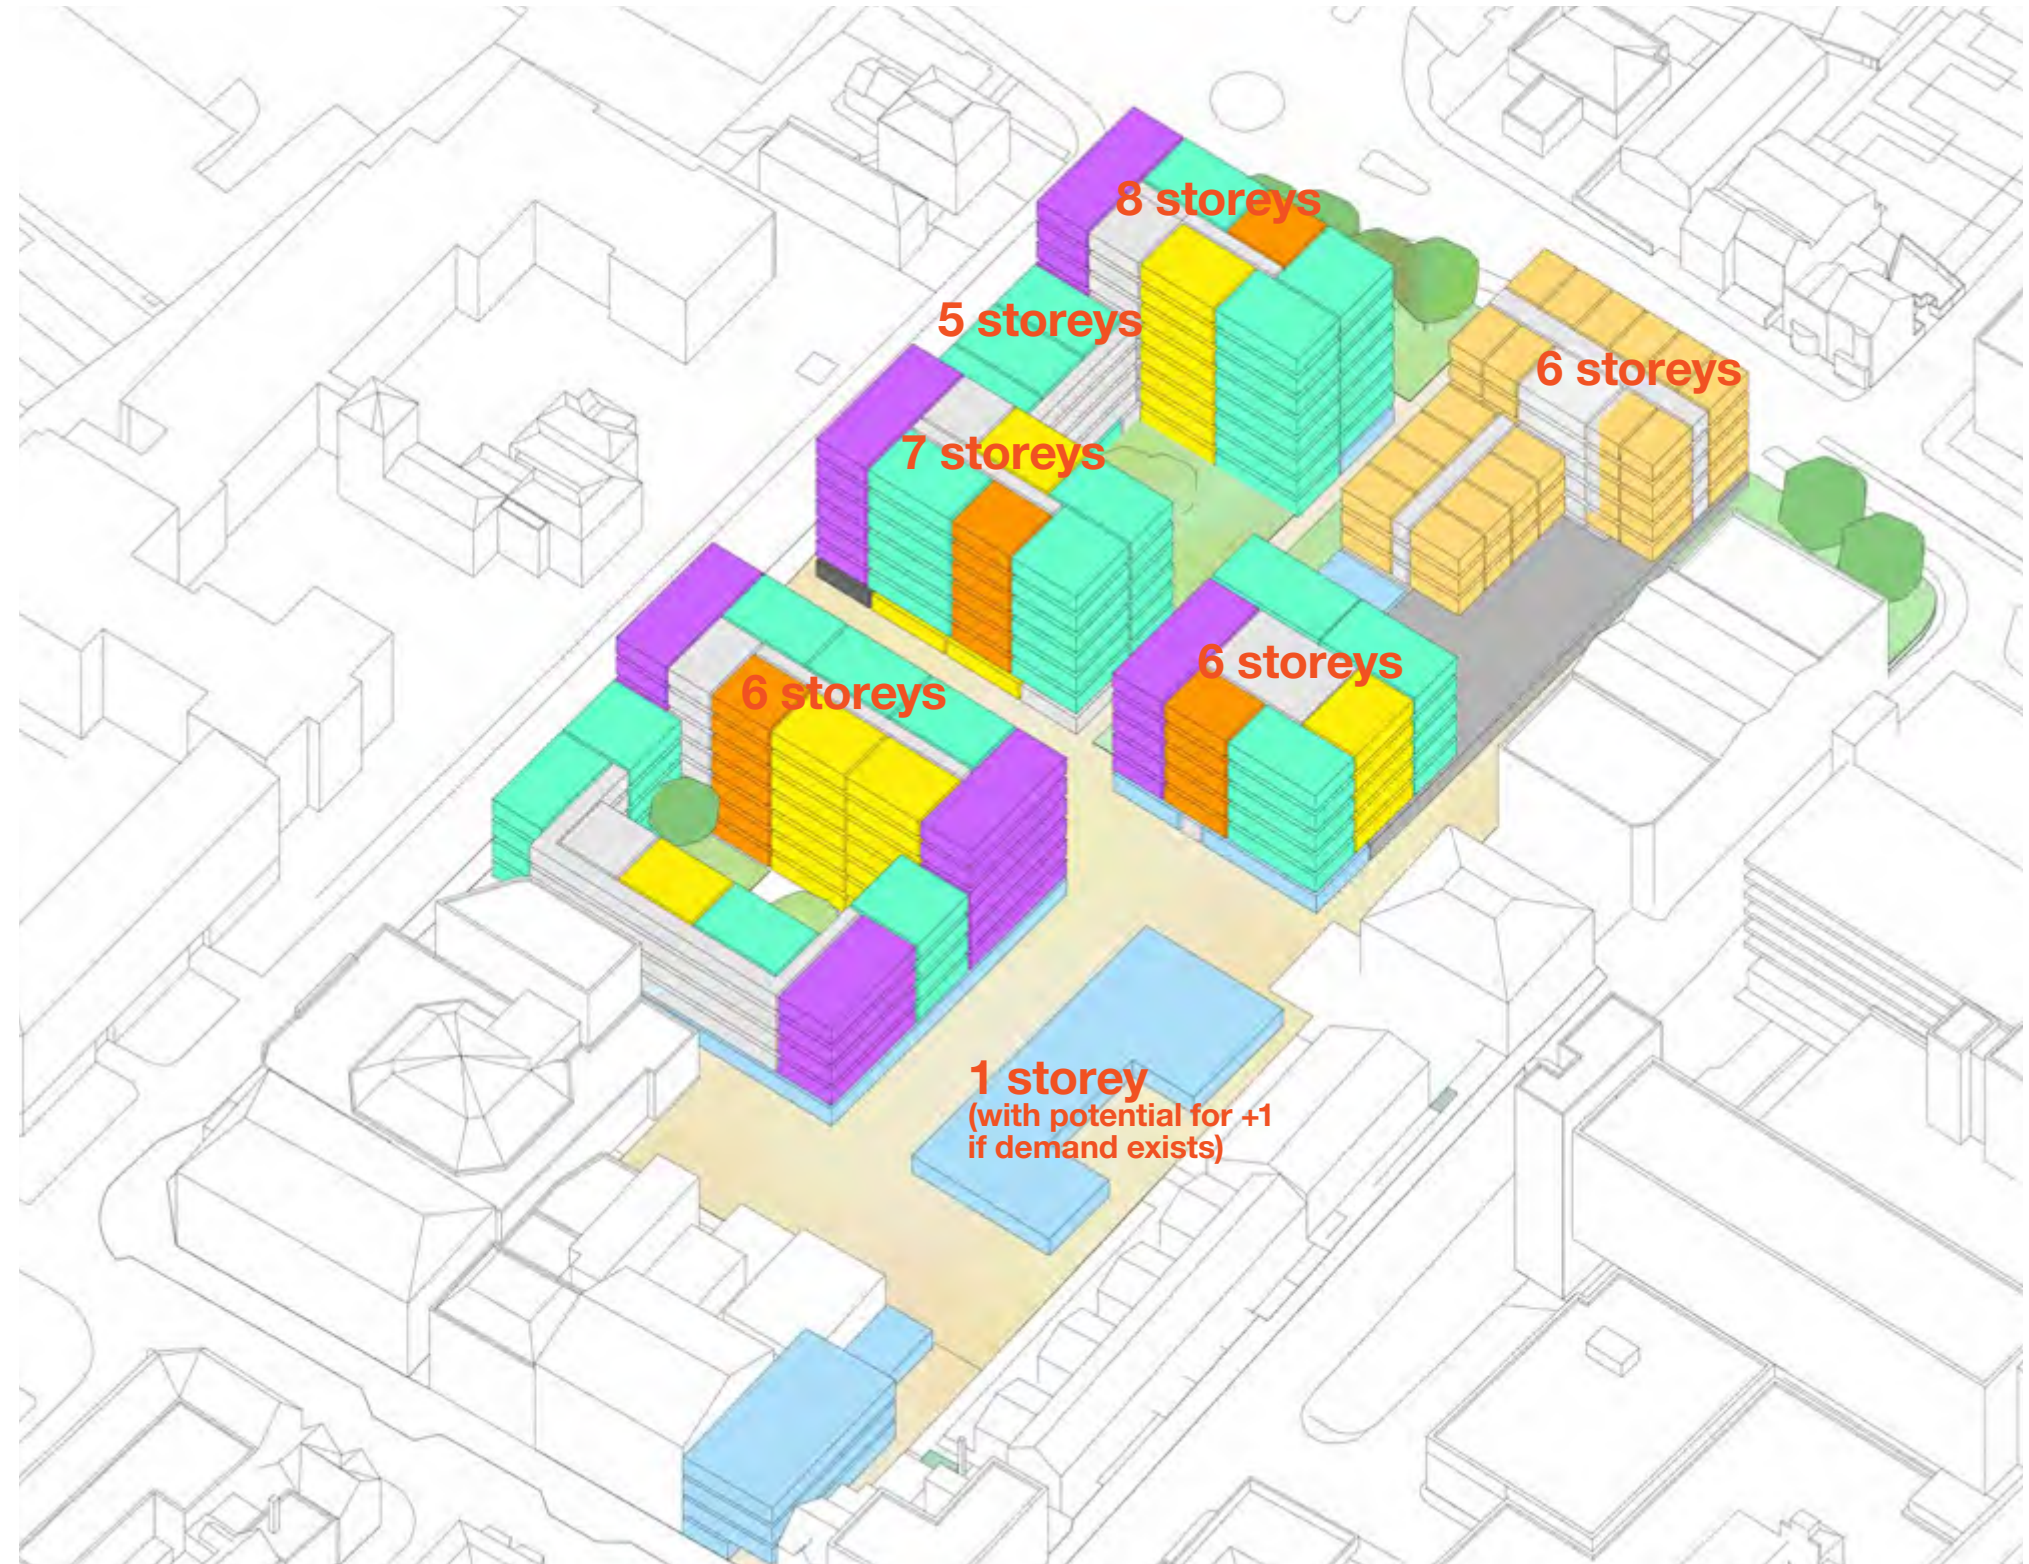 8 storeys
5 storeys
6 storeys
7 storeys
6 storeys
6 storeys
1 storey
(with potential for +1
if demand exists)